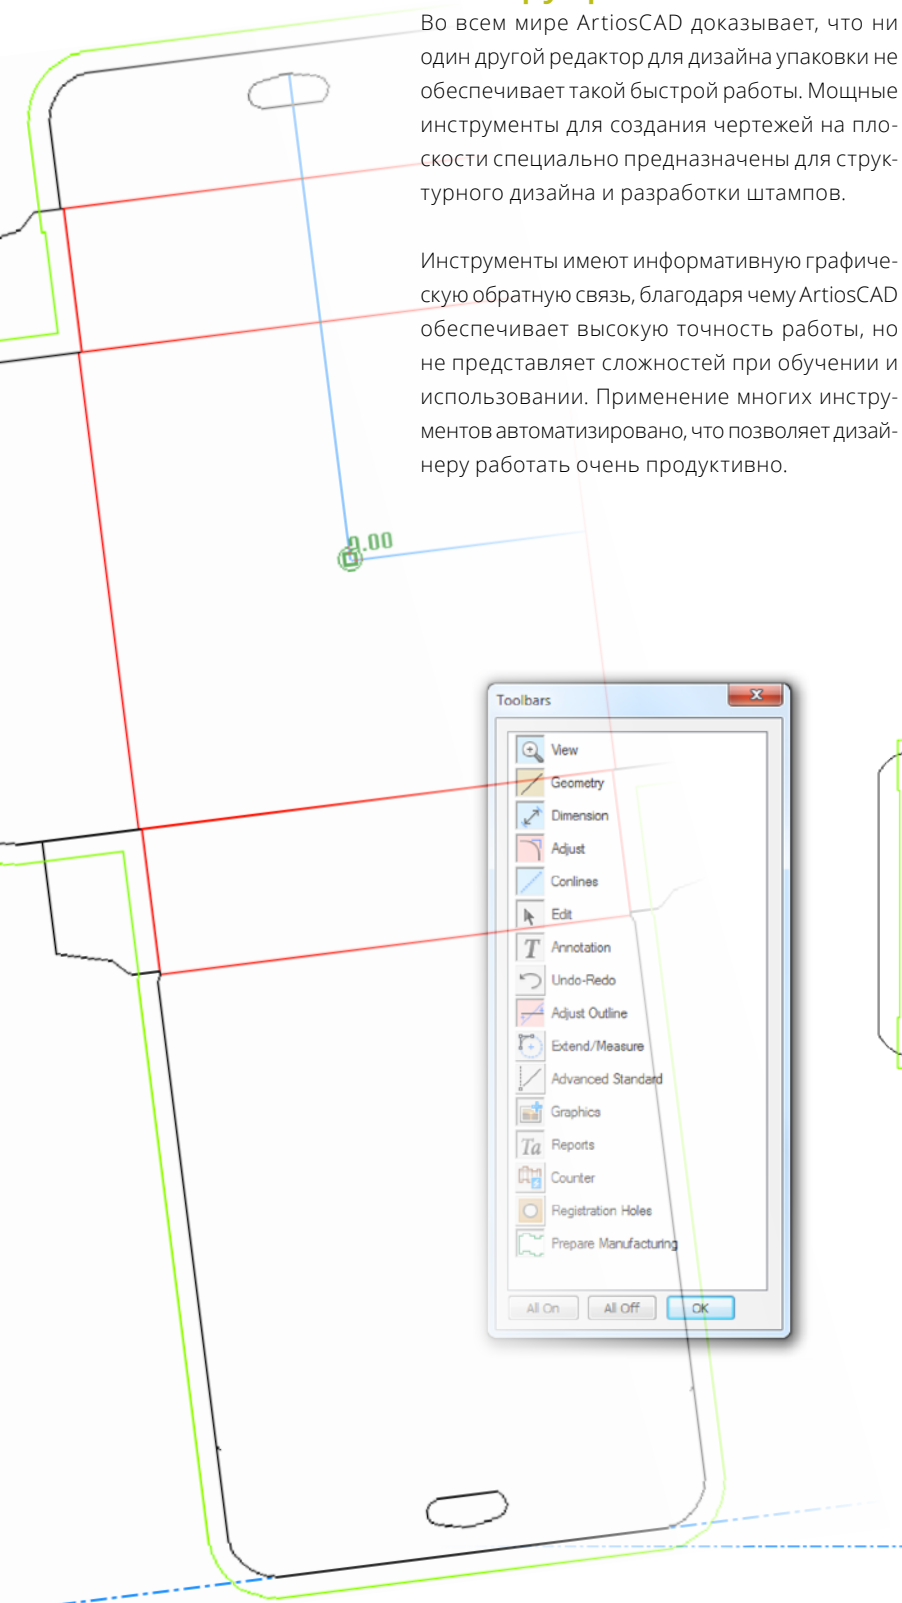 Во всем мире ArtiosCAD доказывает, что ни
один другой редактор для дизайна упаковки не
обеспечивает такой быстрой работы. Мощные
инструменты для создания чертежей на пло-
скости специально предназначены для струк-
турного дизайна и разработки штампов.
Инструменты имеют информативную графиче-
скую обратную связь, благодаря чему ArtiosCAD
обеспечивает высокую точность работы, но
не представляет сложностей при обучении и
использовании. Применение многих инстру-
ментов автоматизировано, что позволяет дизай-
неру работать очень продуктивно.
0.00
Toolbars
View
Geometry
Dimension
Adjust
Conlines
Edit
Annotation
Undo-Redo
Adjust Outline
Extend/Measure
Advanced Standard
Graphics
Reports
Counter
Registration Holes
Prepare Manufacturing
All On All Off OK